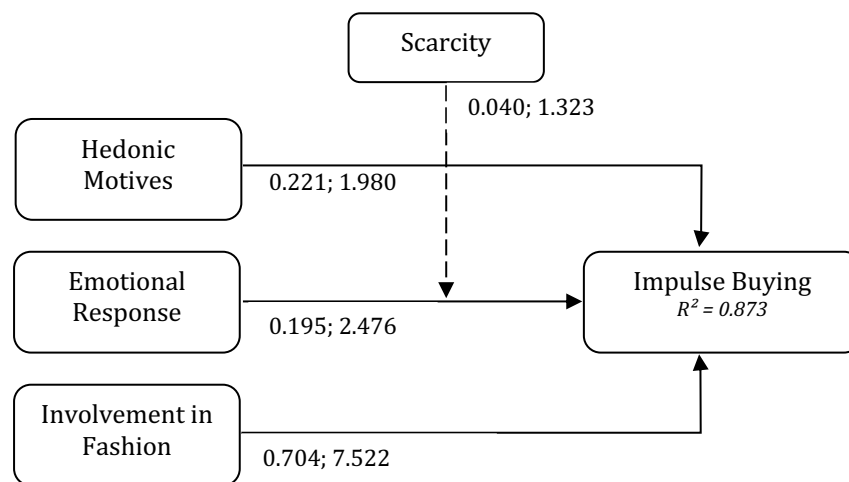 Scarcity
0.040; 1.323
Hedonic
Motives
0.221; 1.980
Emotional
Response
0.195; 2.476
Impulse Buying
R² = 0.873
Involvement in
Fashion
0.704; 7.522